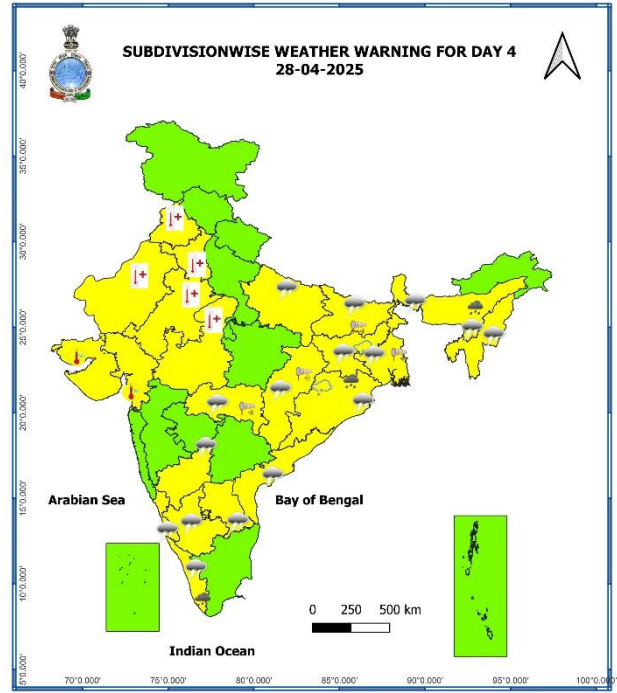 SUBDIVISIONWISE WEATHER WARNING FOR DAY 4
28-04-2025
40°0.000'
35°0.000'
30°0.000'
25°0.000'
20°0.000'
15°0.000'
10°0.000'
5°0.000'
Arabian Sea
Bay of Bengal
0 250 500 km
Indian Ocean
70°0.000' 75°0.000' 80°0.000' 85°0.000' 90°0.000' 95°0.000' 100°0.000'